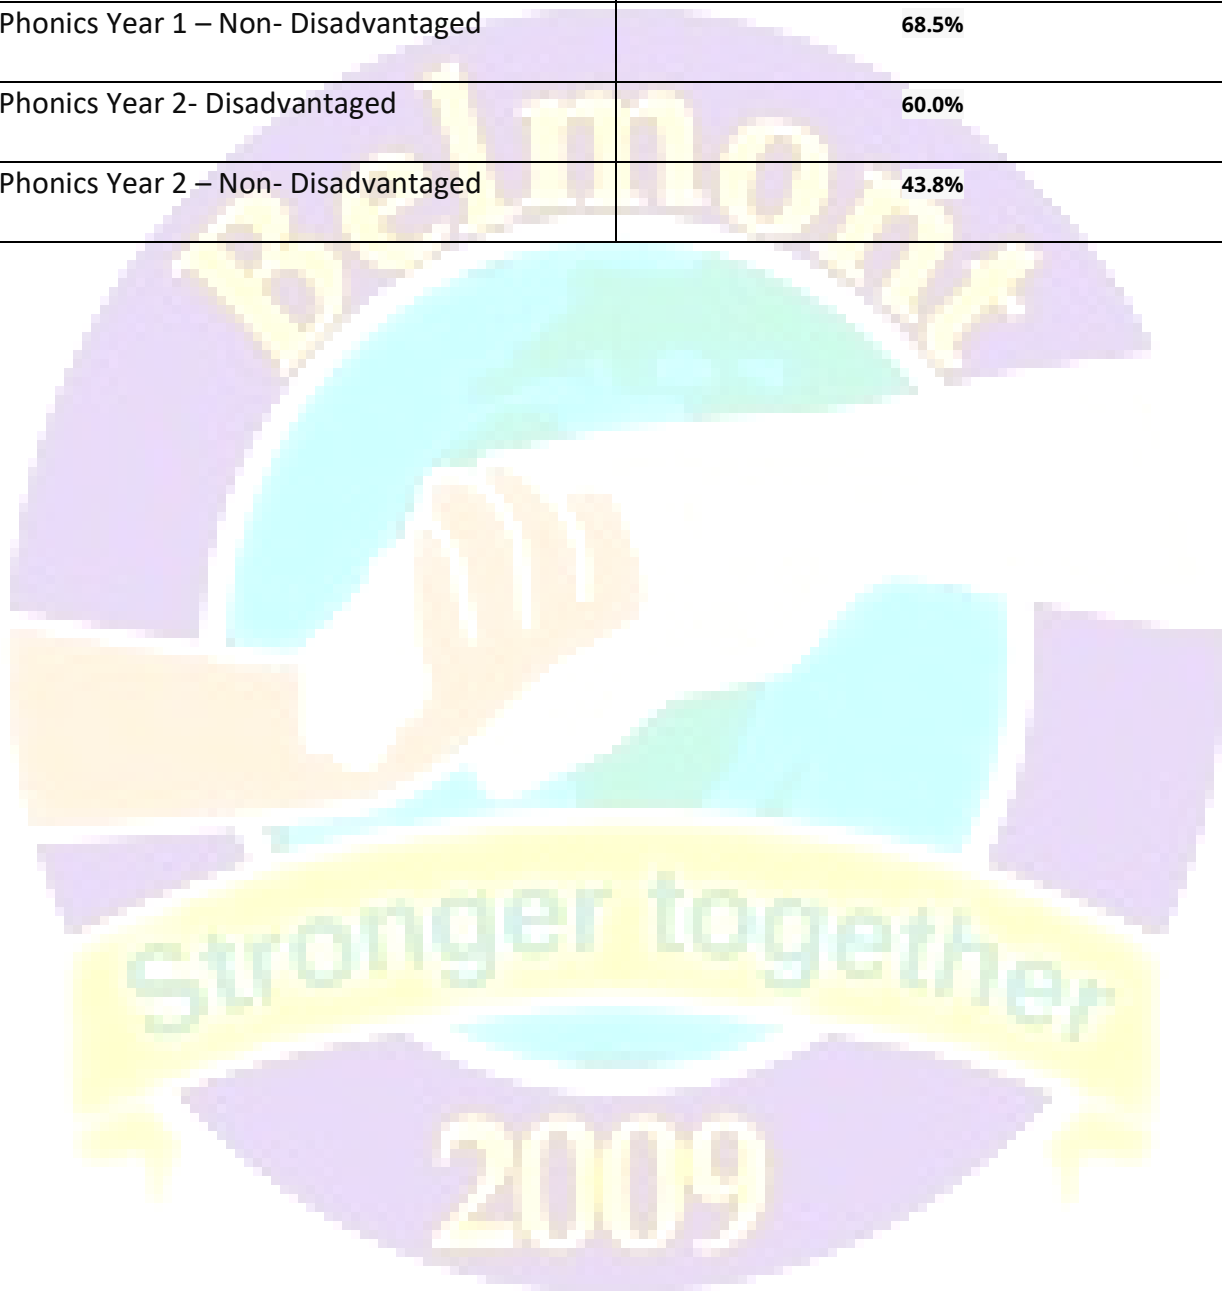 Phonics Year 1 – Non- Disadvantaged 68.5%
Phonics Year 2- Disadvantaged 60.0%
Phonics Year 2 – Non- Disadvantaged 43.8%
Belmont
Stronger together
2009